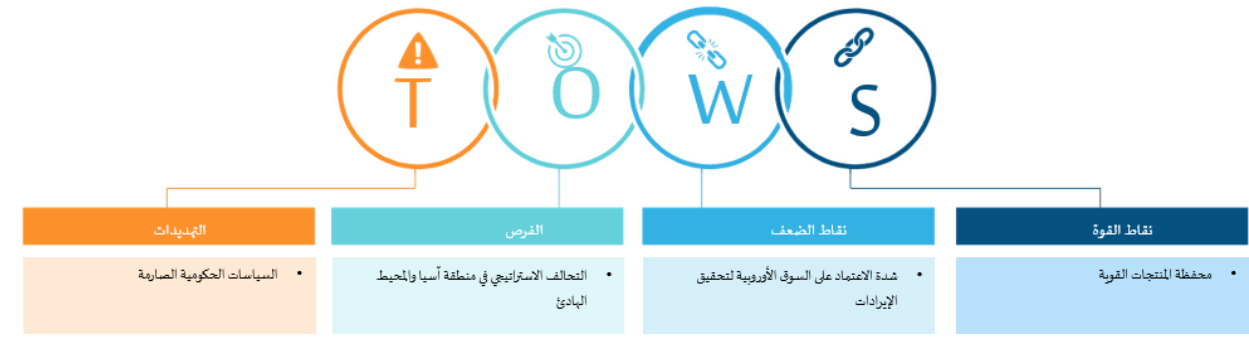 S
W
O
T
نقاط القوة
• محفظة المنتجات القوية
نقاط الضعف
• شدة الاعتماد على السوق الأوروبية لتحقيق
الإيرادات
الفرص
• التحالف الاستراتيجي في منطقة آسيا والمحيط
الهادئ
التهديدات
• السياسات الحكومية الصارمة